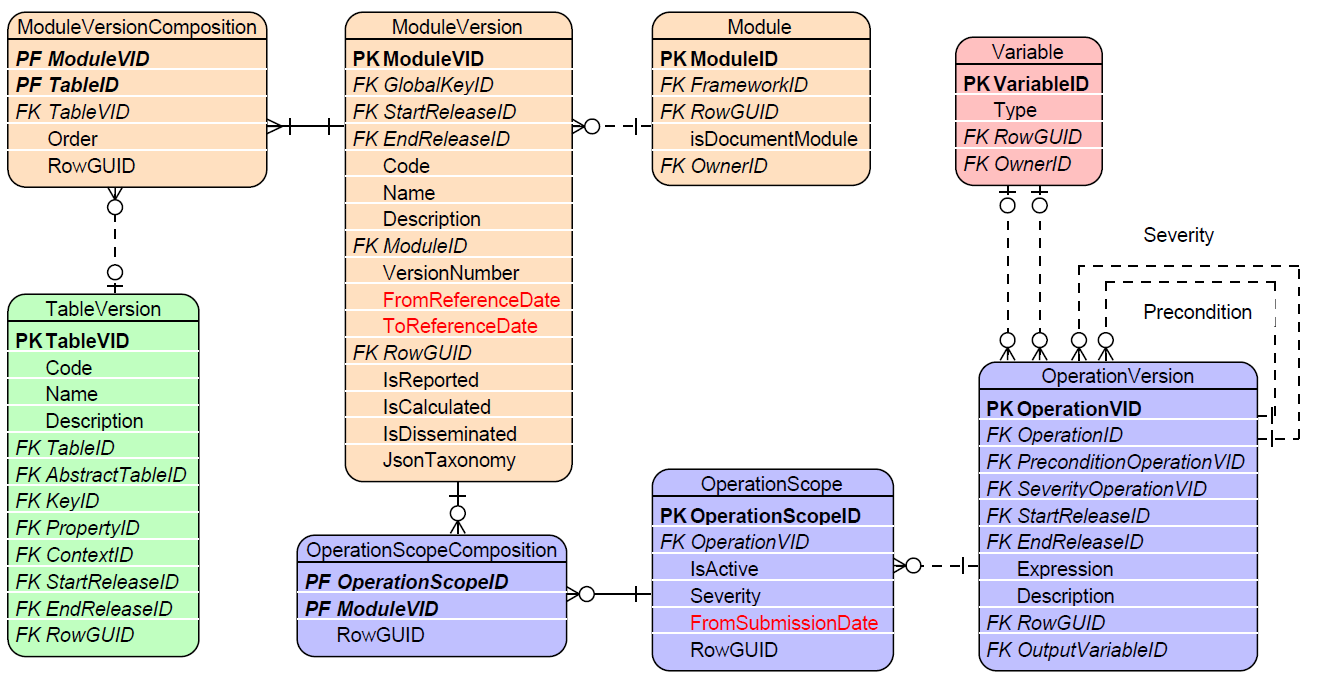 ModuleVersionComposition
PF ModuleVID
PF TableID
FK TableVID
Order
RowGUID
ModuleVersion
PK ModuleVID
FK GlobalKeyID
FK StartReleaseID
FK EndReleaseID
Code
Name
Description
FK ModuleID
VersionNumber
FromReferenceDate
ToReferenceDate
FK RowGUID
IsReported
IsCalculated
IsDisseminated
JsonTaxonomy
Module
PK ModuleID
FK FrameworkID
FK RowGUID
isDocumentModule
FK OwnerID
Variable
PK VariableID
Type
FK RowGUID
FK OwnerID
Severity
Precondition
TableVersion
PK TableVID
Code
Name
Description
FK TableID
FK AbstractTableID
FK KeyID
FK PropertyID
FK ContextID
FK StartReleaseID
FK EndReleaseID
FK RowGUID
OperationScopeComposition
PF OperationScopeID
PF ModuleVID
RowGUID
OperationScope
PK OperationScopeID
FK OperationVID
IsActive
Severity
FromSubmissionDate
RowGUID
OperationVersion
PK OperationVID
FK OperationID
FK PreconditionOperationVID
FK SeverityOperationVID
FK StartReleaseID
FK EndReleaseID
Expression
Description
FK RowGUID
FK OutputVariableID